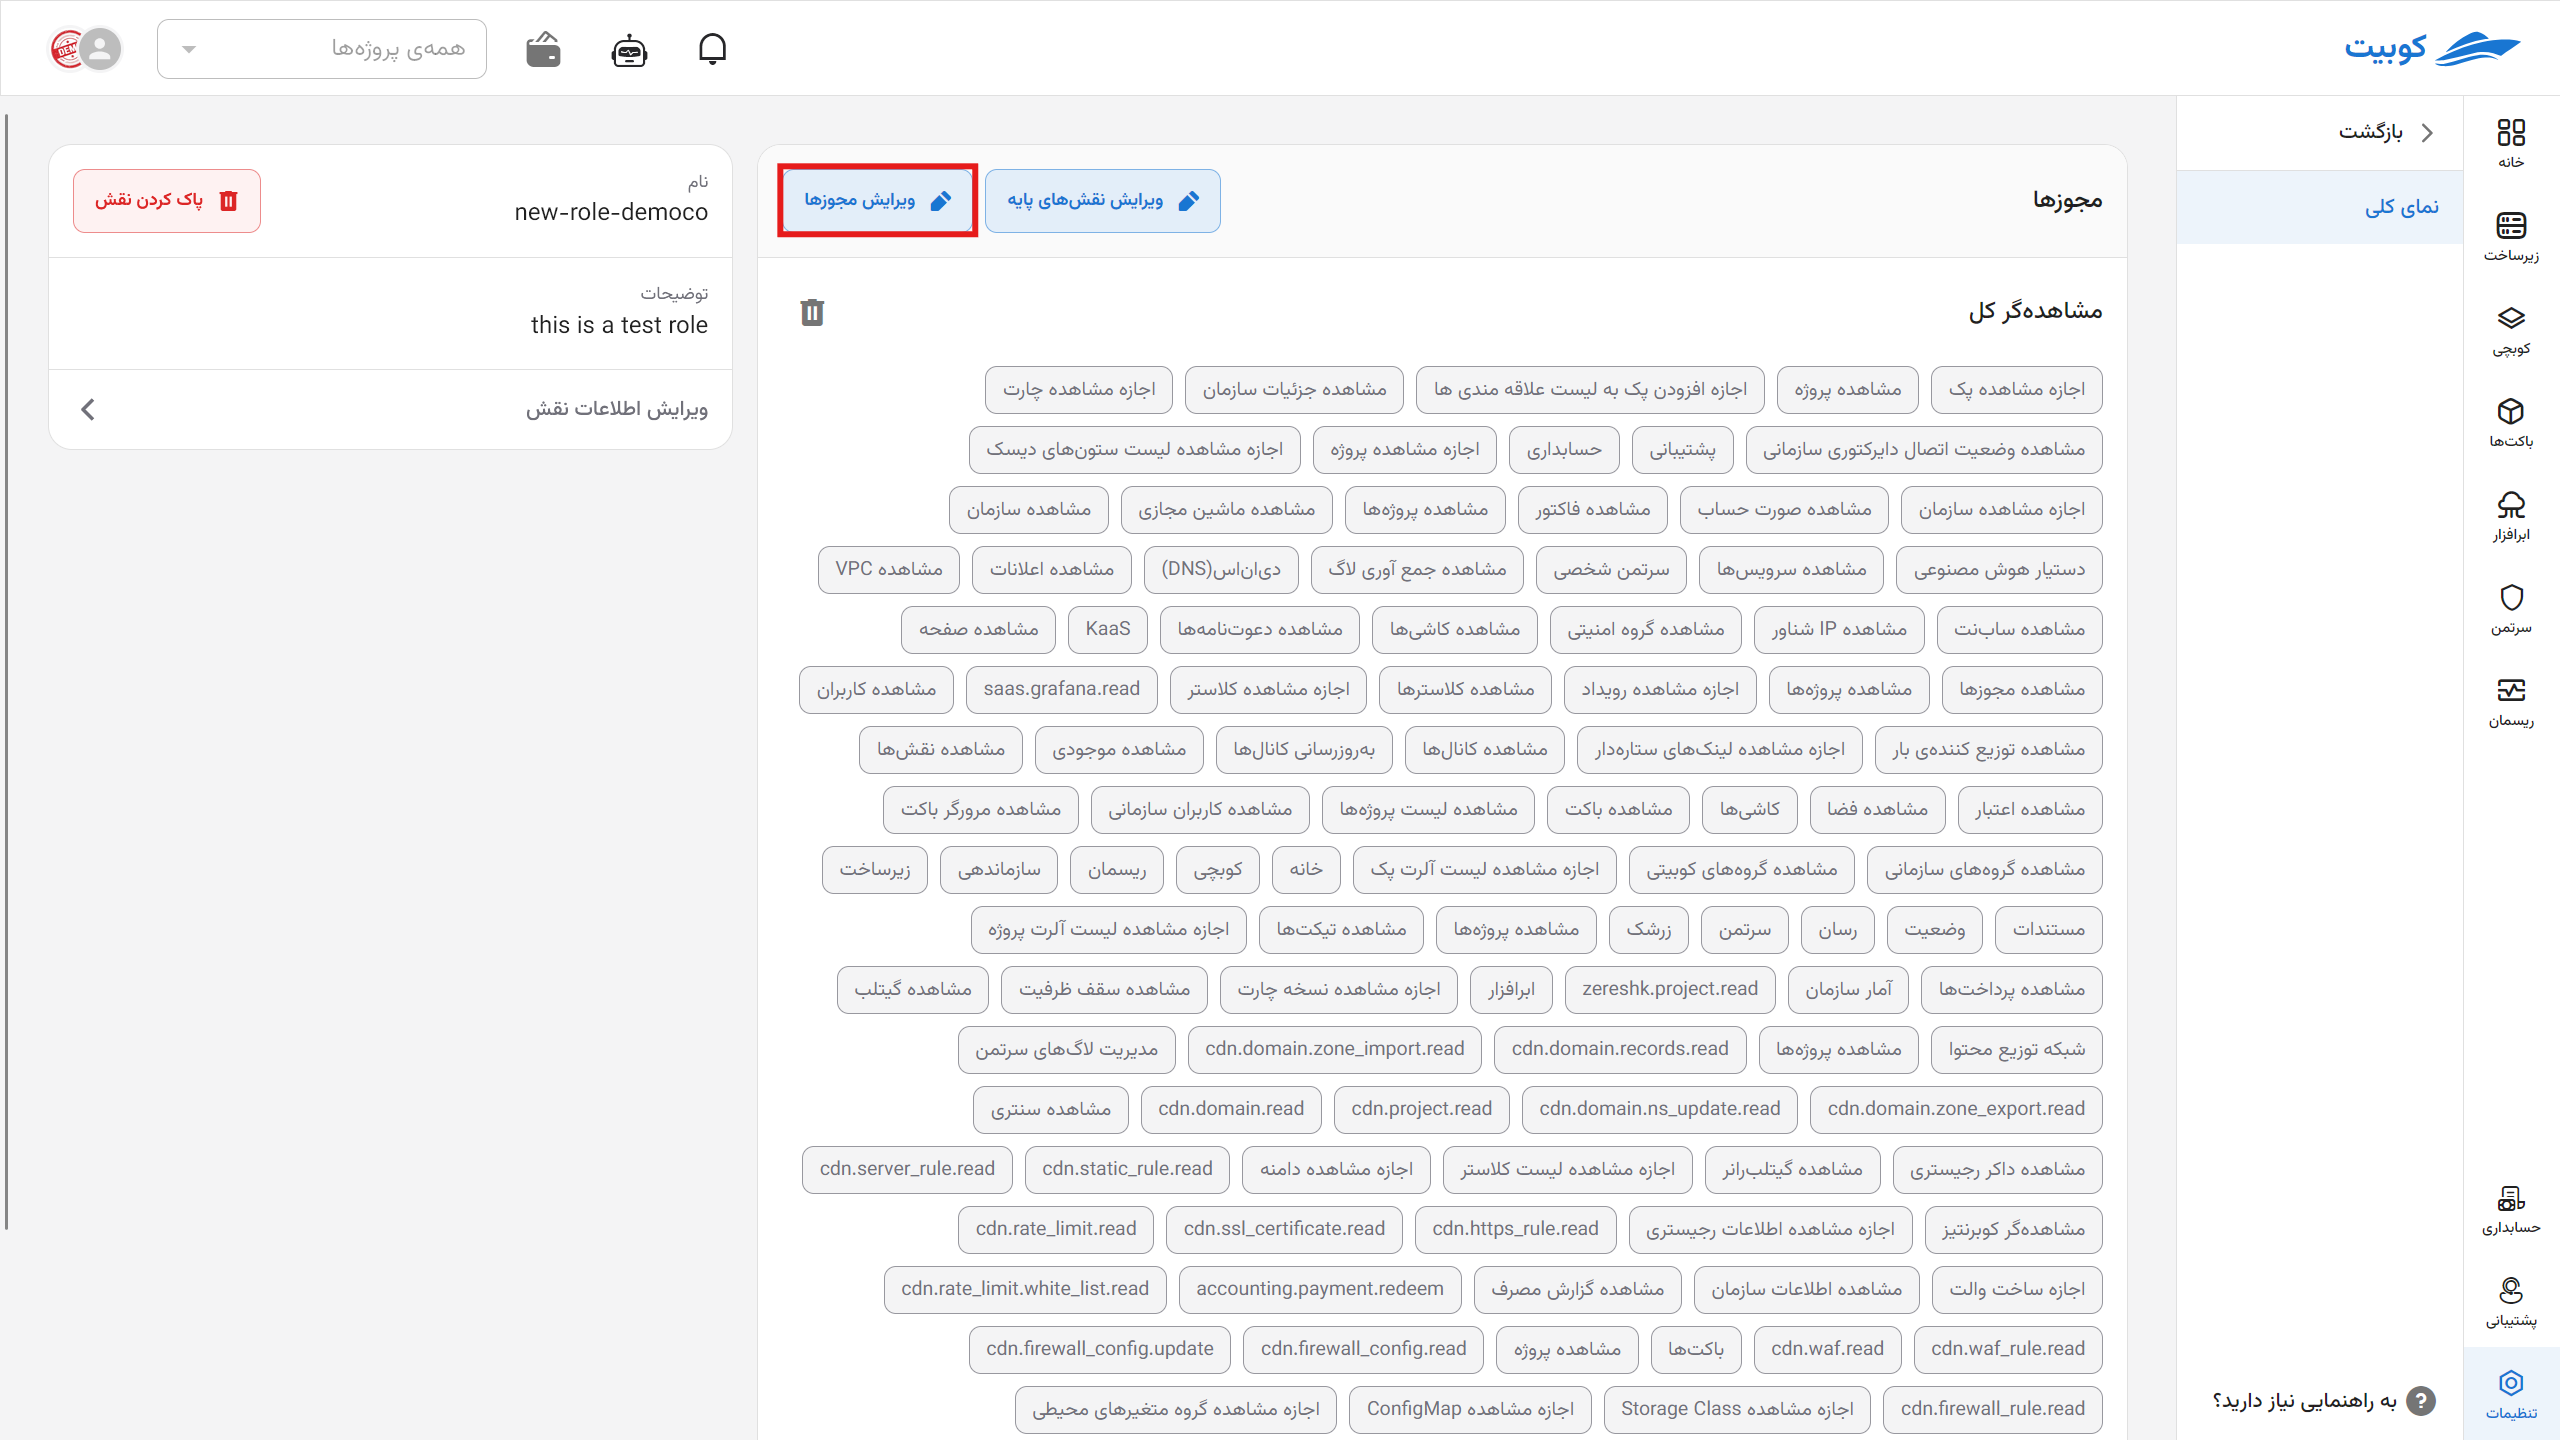 کوبیت
همه‌ی پروژه‌ها
خانه
زیرساخت
کوبچی
باکت‌ها
ابرافزار
سرتمن
ریسمان
حسابداری
پشتیبانی
تنظیمات
بازگشت
نمای کلی
به راهنمایی نیاز دارید؟
مجوزها
ویرایش نقش‌های پایه
ویرایش مجوزها
مشاهده‌گر کل
اجازه مشاهده پک مشاهده پروژه اجازه افزودن پک به لیست علاقه مندی ها مشاهده جزئیات سازمان اجازه مشاهده چارت
مشاهده وضعیت اتصال دایرکتوری سازمانی پشتیبانی حسابداری اجازه مشاهده پروژه اجازه مشاهده لیست ستون‌های دیسک
اجازه مشاهده سازمان مشاهده صورت حساب مشاهده فاکتور مشاهده پروژه‌ها مشاهده ماشین مجازی مشاهده سازمان
دستیار هوش مصنوعی مشاهده سرویس‌ها سرتمن شخصی مشاهده جمع آوری لاگ دی‌ان‌اس(DNS) مشاهده اعلانات مشاهده VPC
مشاهده ساب‌نت مشاهده IP شناور مشاهده گروه امنیتی مشاهده کاشی‌ها مشاهده دعوت‌نامه‌ها KaaS مشاهده صفحه
مشاهده مجوزها مشاهده پروژه‌ها اجازه مشاهده رویداد مشاهده کلاسترها اجازه مشاهده کلاستر saas.grafana.read مشاهده کاربران
مشاهده توزیع کننده‌ی بار اجازه مشاهده لینک‌های ستاره‌دار مشاهده کانال‌ها به‌روزرسانی کانال‌ها مشاهده موجودی مشاهده نقش‌ها
مشاهده اعتبار مشاهده فضا کاشی‌ها مشاهده باکت مشاهده لیست پروژه‌ها مشاهده کاربران سازمانی مشاهده مرورگر باکت
مشاهده گروه‌های سازمانی مشاهده گروه‌های کوبیتی اجازه مشاهده لیست آلرت پک خانه کوبچی ریسمان سازماندهی زیرساخت
مستندات وضعیت رسان سرتمن زرشک مشاهده پروژه‌ها مشاهده تیکت‌ها اجازه مشاهده لیست آلرت پروژه
مشاهده پرداخت‌ها آمار سازمان zereshk.project.read ابرافزار اجازه مشاهده نسخه چارت مشاهده سقف ظرفیت مشاهده گیتلب
شبکه توزیع محتوا مشاهده پروژه‌ها cdn.domain.records.read cdn.domain.zone_import.read مدیریت لاگ‌های سرتمن
cdn.domain.zone_export.read cdn.domain.ns_update.read cdn.project.read cdn.domain.read مشاهده سنتری
مشاهده داکر رجیستری مشاهده گیتلب‌رانر اجازه مشاهده لیست کلاستر اجازه مشاهده دامنه cdn.static_rule.read cdn.server_rule.read
مشاهده‌گر کوبرنتیز اجازه مشاهده اطلاعات رجیستری cdn.https_rule.read cdn.ssl_certificate.read cdn.rate_limit.read
اجازه ساخت والت مشاهده اطلاعات سازمان مشاهده گزارش مصرف accounting.payment.redeem cdn.rate_limit.white_list.read
cdn.waf_rule.read cdn.waf.read باکت‌ها مشاهده پروژه cdn.firewall_config.read cdn.firewall_config.update
cdn.firewall_rule.read اجازه مشاهده Storage Class اجازه مشاهده ConfigMap اجازه مشاهده گروه متغیرهای محیطی
نام
new-role-democo
پاک کردن نقش
توضیحات
this is a test role
ویرایش اطلاعات نقش